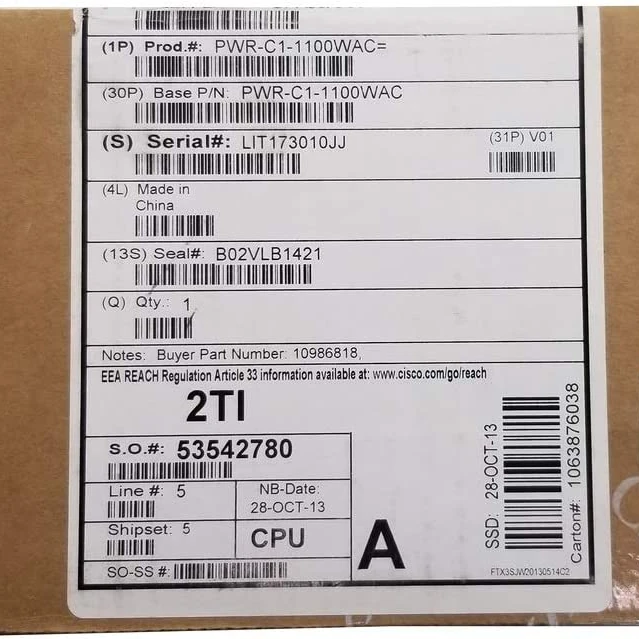 (1P) Prod.#: PWR-C1-1100WAC=
(30P) Base P/N: PWR-C1-1100WAC
(S) Serial#: LIT173010JJ
(31P) V01
(4L) Made in
China
(13S) Seal#: B02VLB1421
(Q) Qty.: 1
Notes: Buyer Part Number: 10986818,
EEA REACH Regulation Article 33 information available at: www.cisco.com/go/reach
2TI
S.O.#: 53542780
Line #: 5
NB-Date:
28-OCT-13
Shipset: 5
CPU
SO-SS #:
A
SSD: 28-OCT-13
Carton#: 1063876038
FTX3SJW20130514C2